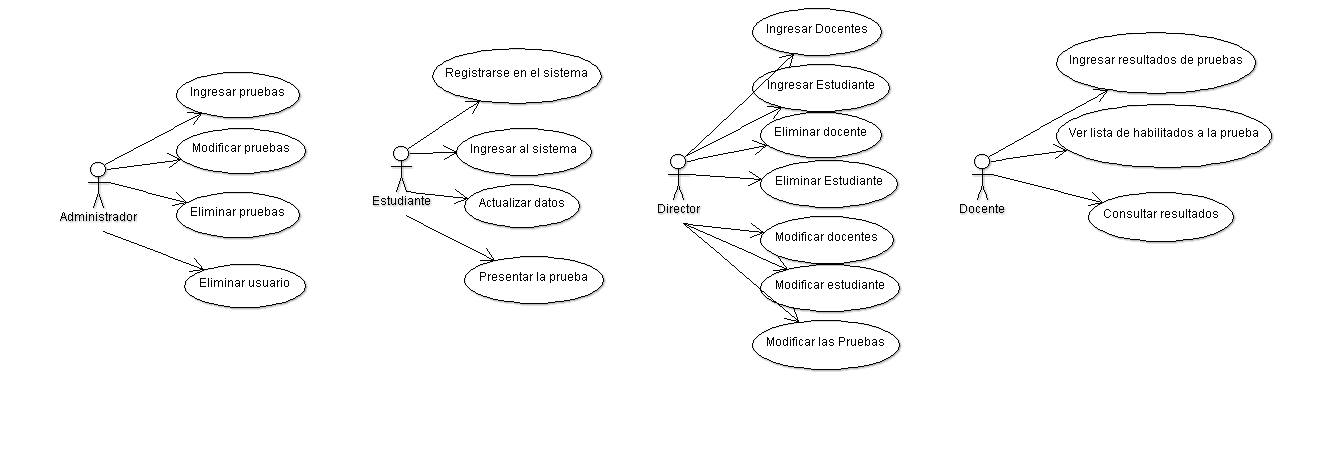 Ingresar pruebas
Modificar pruebas
Eliminar pruebas
Eliminar usuario
Administrador
Registrarse en el sistema
Ingresar al sistema
Actualizar datos
Presentar la prueba
Estudiante
Ingresar Docentes
Ingresar Estudiante
Eliminar docente
Eliminar Estudiante
Modificar docentes
Modificar estudiante
Modificar las Pruebas
Director
Ingresar resultados de pruebas
Ver lista de habilitados a la prueba
Consultar resultados
Docente